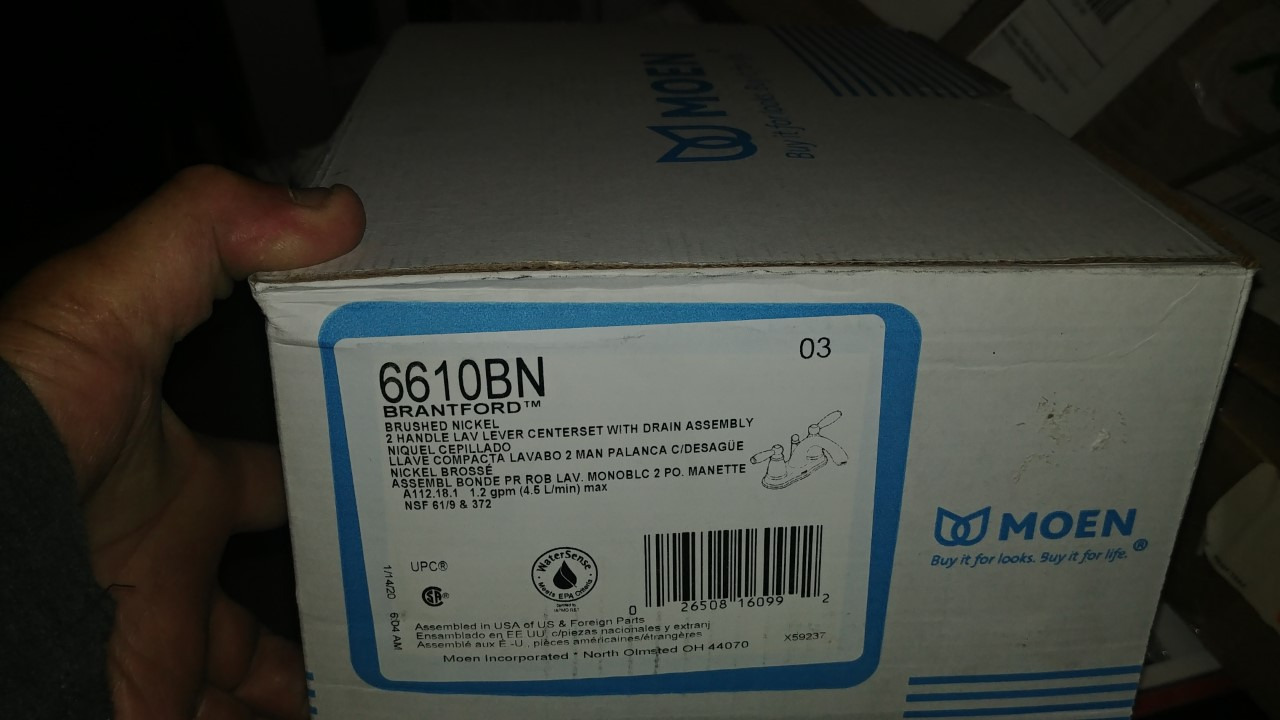 MOEN
Buy it for looks. Buy it for life.
6610BN
03
BRANTFORD™
BRUSHED NICKEL
2 HANDLE LAV LEVER CENTERSET WITH DRAIN ASSEMBLY
NIQUEL CEPILLADO
LLAVE COMPACTA LAVABO 2 MAN PALANCA C/DESAGÜE
NICKEL BROSSÉ
ASSEMBL BONDE PR ROB LAV. MONOBLC 2 PO. MANETTE
A112.18.1 1.2 gpm (4.5 L/min) max
NSF 61/9 & 372
UPC®
1/14/20 6:04 AM
WaterSense
Meets EPA Criteria
0 26508 16099 2
Assembled in USA of US & Foreign Parts
Ensamblado en EE UU, c/piezas nacionales y extranj
Assemblé aux É.-U., pièces américaines/étrangères
X59237
Moen Incorporated * North Olmsted OH 44070
MOEN®
Buy it for looks. Buy it for life.